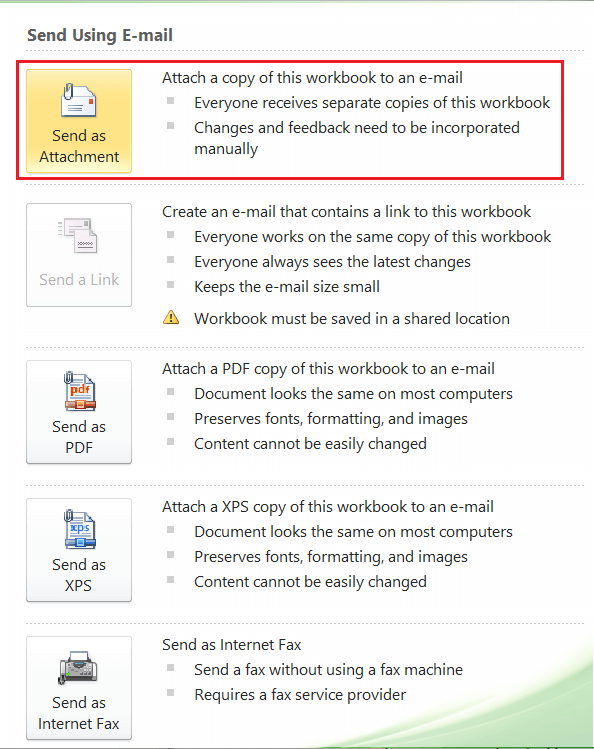 Send Using E-mail
Send as
Attachment
Attach a copy of this workbook to an e-mail
Everyone receives separate copies of this workbook
Changes and feedback need to be incorporated
manually
Send a Link
Create an e-mail that contains a link to this workbook
Everyone works on the same copy of this workbook
Everyone always sees the latest changes
Keeps the e-mail size small
Workbook must be saved in a shared location
pdf
Send as
PDF
Attach a PDF copy of this workbook to an e-mail
Document looks the same on most computers
Preserves fonts, formatting, and images
Content cannot be easily changed
xps
Send as
XPS
Attach a XPS copy of this workbook to an e-mail
Document looks the same on most computers
Preserves fonts, formatting, and images
Content cannot be easily changed
Send as
Internet Fax
Send as Internet Fax
Send a fax without using a fax machine
Requires a fax service provider